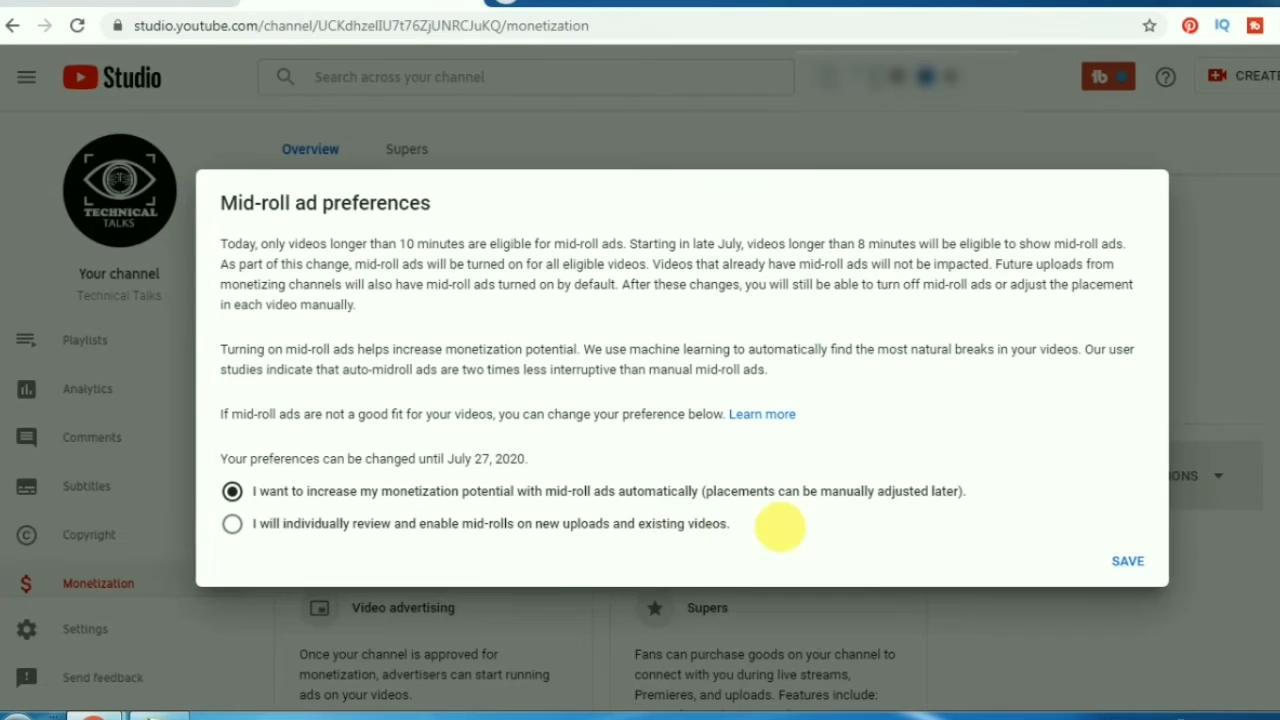 studio.youtube.com/channel/UCKdhzelIU7t76ZjUNRCJuKQ/monetization
IQ
Studio
Search across your channel
CREATE
Overview
Supers
TECHNICAL
TALKS
Your channel
Technical Talks
Playlists
Analytics
Comments
Subtitles
Copyright
Monetization
Settings
Send feedback
Mid-roll ad preferences
Today, only videos longer than 10 minutes are eligible for mid-roll ads. Starting in late July, videos longer than 8 minutes will be eligible to show mid-roll ads.
As part of this change, mid-roll ads will be turned on for all eligible videos. Videos that already have mid-roll ads will not be impacted. Future uploads from
monetizing channels will also have mid-roll ads turned on by default. After these changes, you will still be able to turn off mid-roll ads or adjust the placement
in each video manually.
Turning on mid-roll ads helps increase monetization potential. We use machine learning to automatically find the most natural breaks in your videos. Our user
studies indicate that auto-midroll ads are two times less interruptive than manual mid-roll ads.
If mid-roll ads are not a good fit for your videos, you can change your preference below. Learn more
Your preferences can be changed until July 27, 2020.
I want to increase my monetization potential with mid-roll ads automatically (placements can be manually adjusted later).
I will individually review and enable mid-rolls on new uploads and existing videos.
SAVE
IONS
Video advertising
Once your channel is approved for
monetization, advertisers can start running
ads on your videos.
Supers
Fans can purchase goods on your channel to
connect with you during live streams,
Premieres, and uploads. Features include: